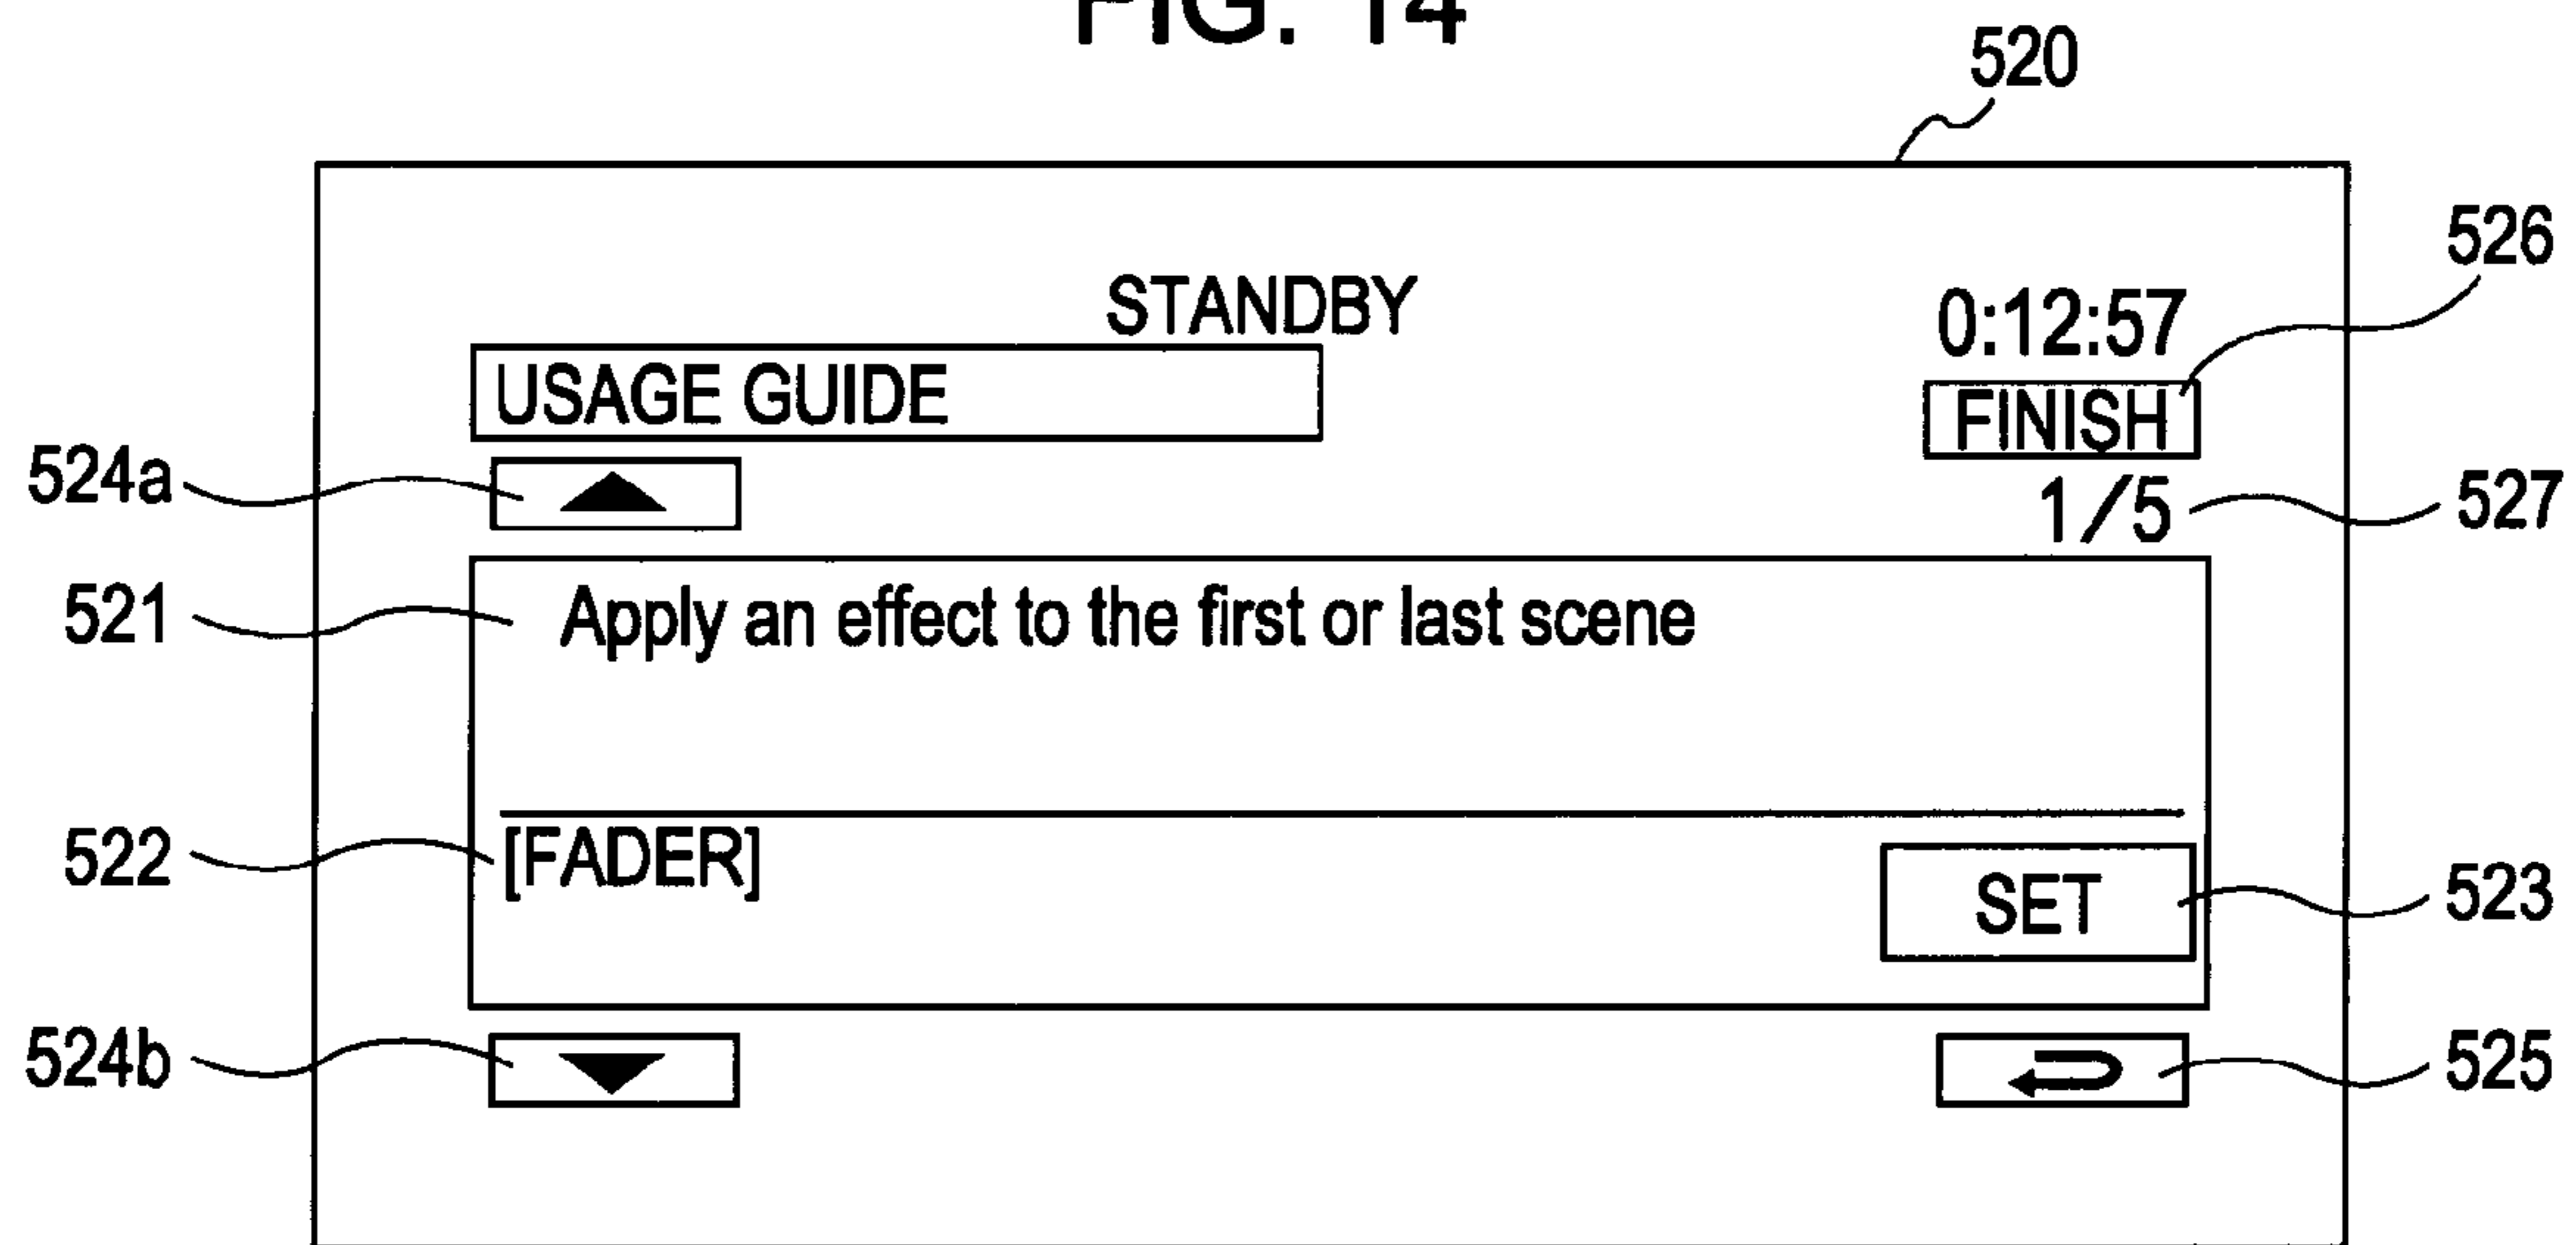 FIG. 14
520
526
STANDBY
0:12:57
USAGE GUIDE
FINISH
524a
1/5
527
521
Apply an effect to the first or last scene
522
[FADER]
SET
523
524b
525